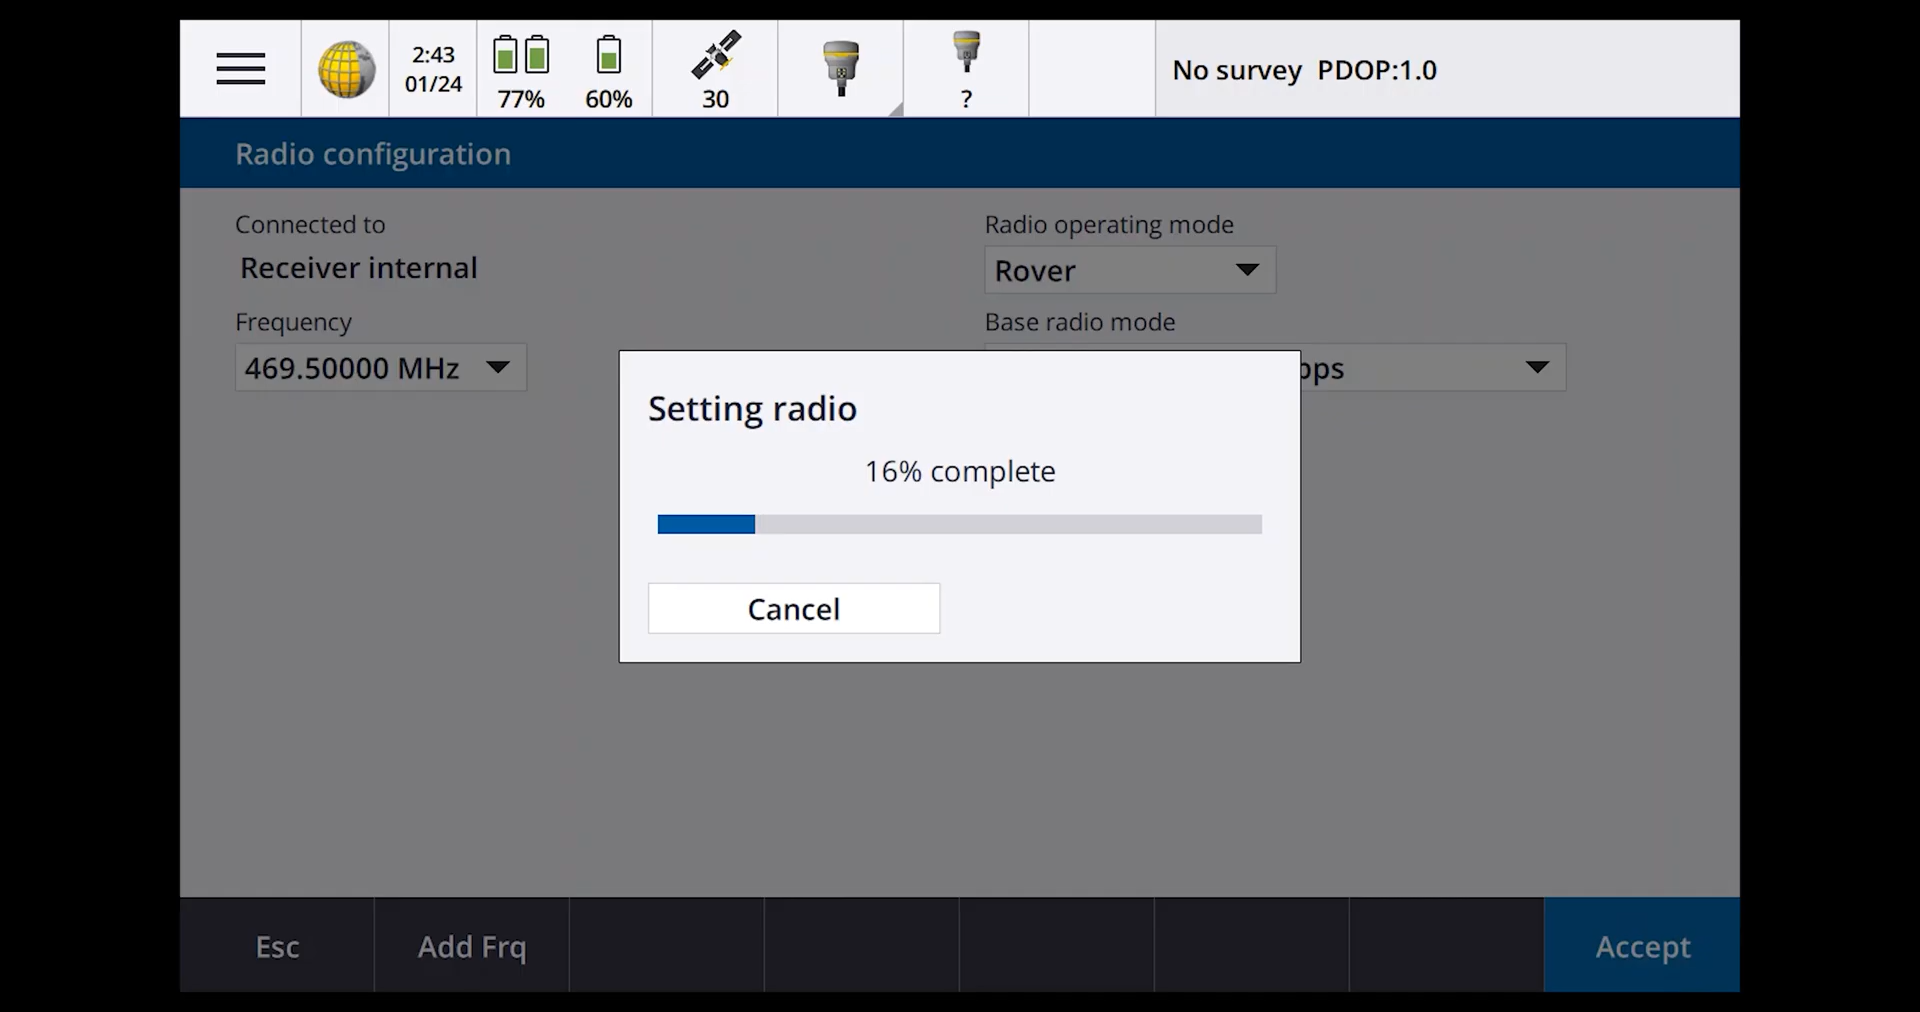 2:43
01/24
77%
60%
30
?
No survey PDOP:1.0
Radio configuration
Connected to
Receiver internal
Radio operating mode
Rover
Frequency
469.50000 MHz
Base radio mode
Setting radio
16% complete
Cancel
Esc
Add Frq
Accept